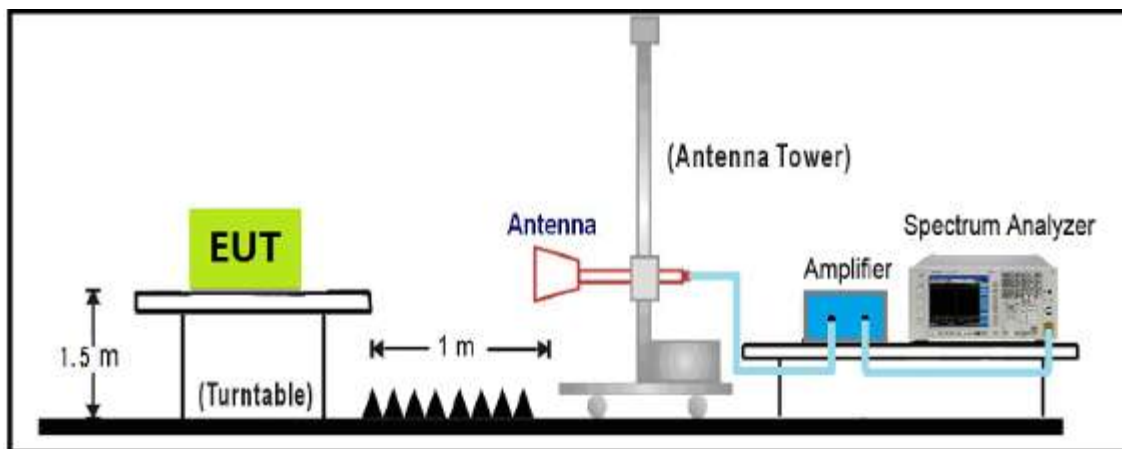 (Antenna Tower)
EUT
Antenna
Spectrum Analyzer
Amplifier
1.5 m
1 m
(Turntable)